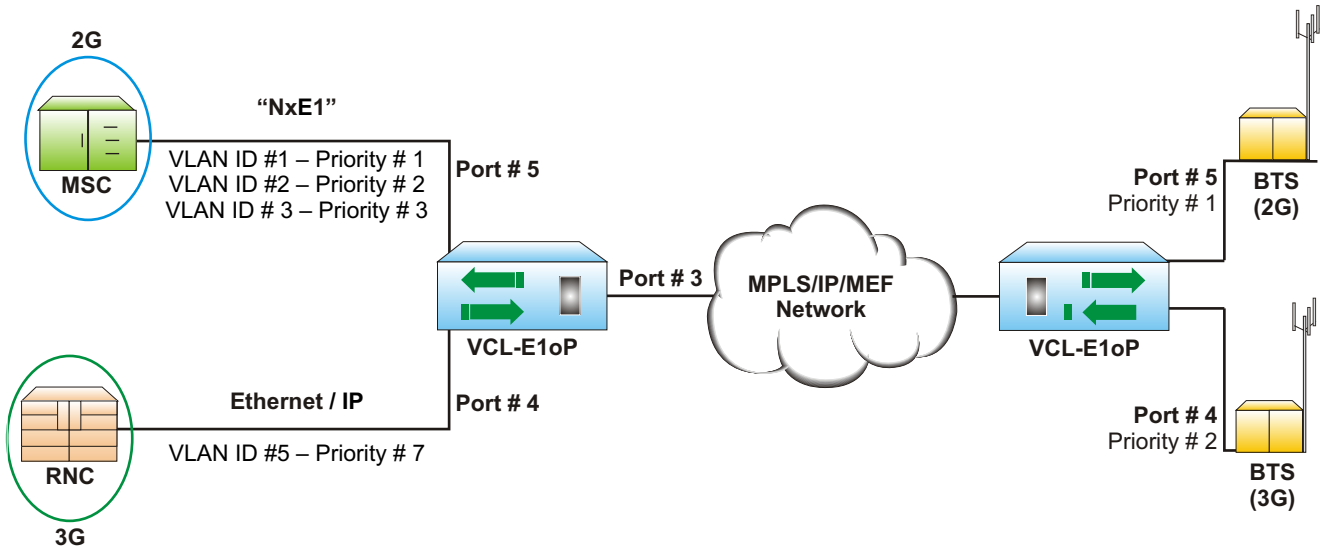 2G
MSC
“NxE1”
VLAN ID #1 – Priority # 1
VLAN ID #2 – Priority # 2
VLAN ID # 3 – Priority # 3
Port # 5
VCL-E1oP
Port # 3
RNC
3G
Ethernet / IP
VLAN ID #5 – Priority # 7
Port # 4
MPLS/IP/MEF
Network
VCL-E1oP
Port # 5
Priority # 1
BTS
(2G)
Port # 4
Priority # 2
BTS
(3G)